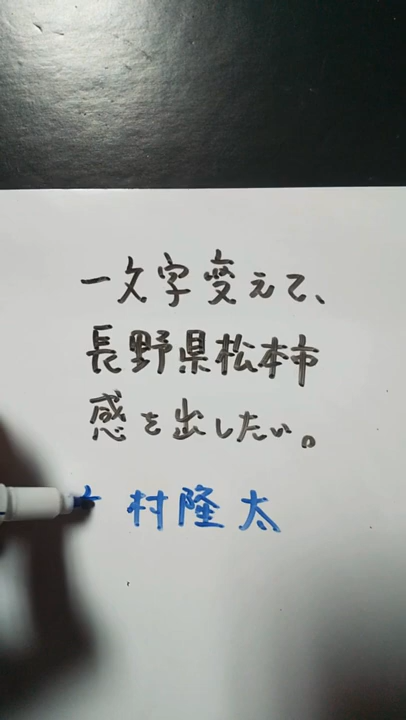 一文字変えて、
長野県松本市
感を出したい。
村隆太